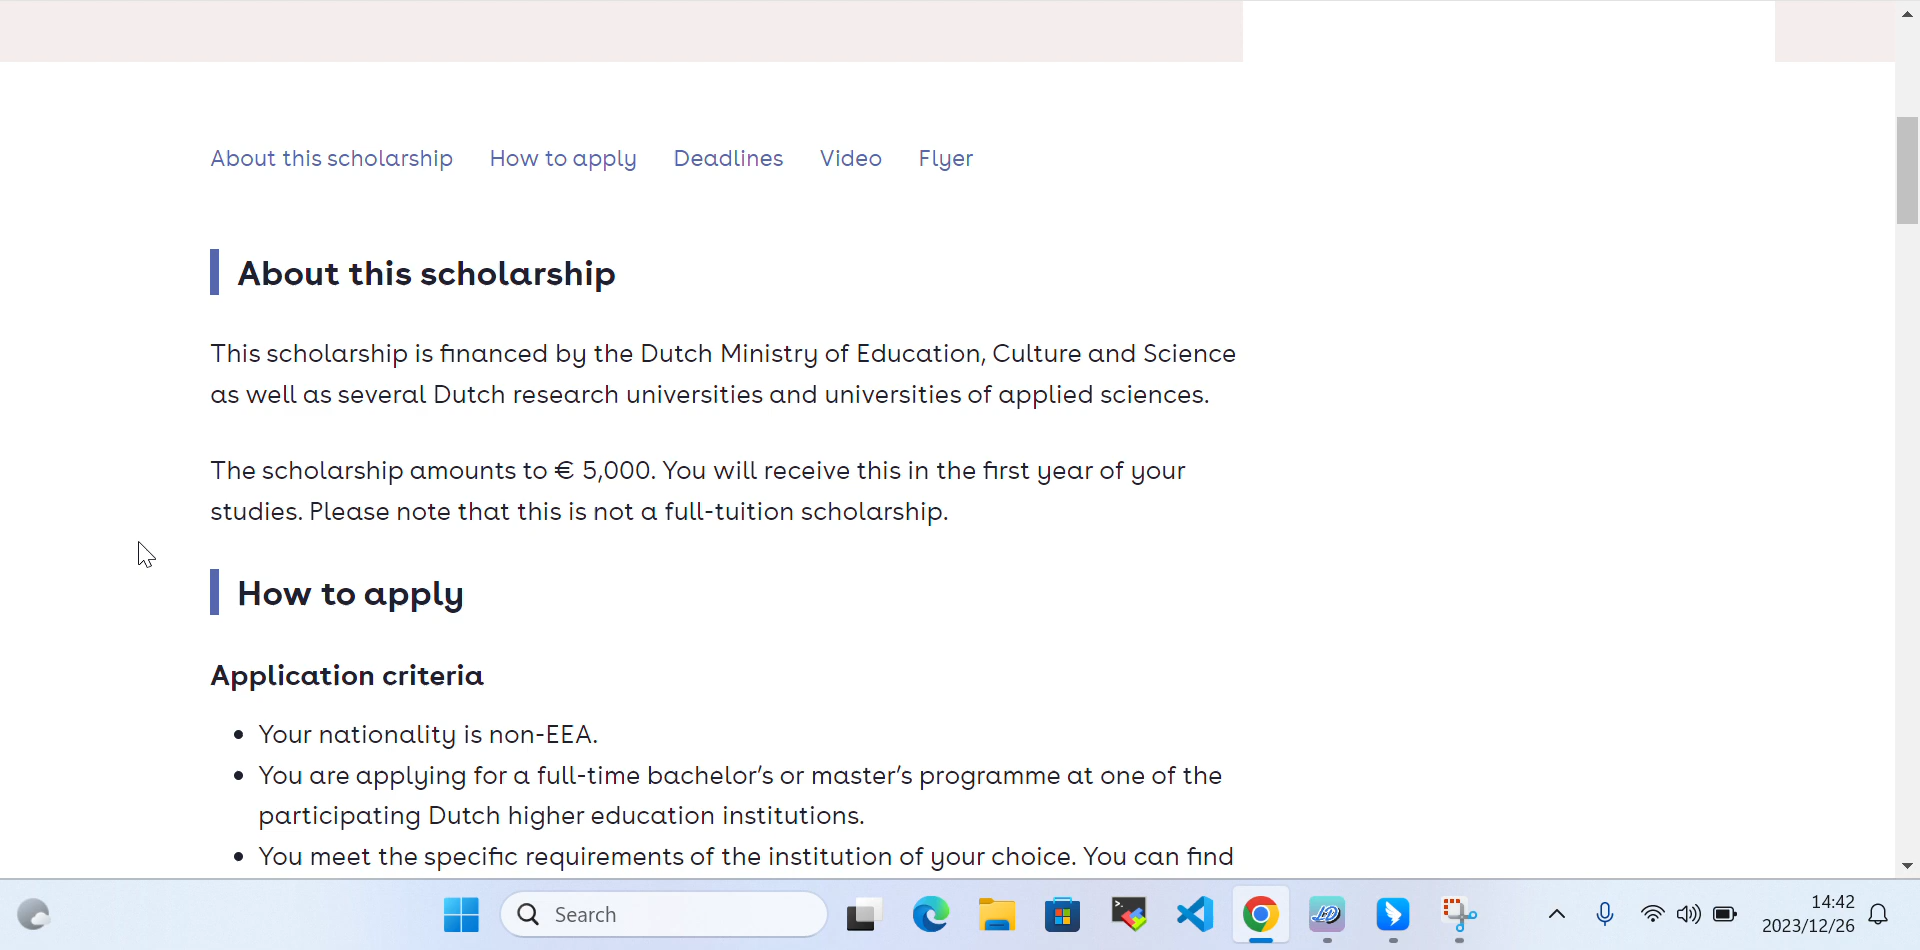 About this scholarship How to apply Deadlines Video Flyer
About this scholarship
This scholarship is financed by the Dutch Ministry of Education, Culture and Science
as well as several Dutch research universities and universities of applied sciences.
The scholarship amounts to € 5,000. You will receive this in the first year of your
studies. Please note that this is not a full-tuition scholarship.
How to apply
Application criteria
• Your nationality is non-EEA.
• You are applying for a full-time bachelor’s or master’s programme at one of the
participating Dutch higher education institutions.
• You meet the specific requirements of the institution of your choice. You can find
Search
14:42
2023/12/26